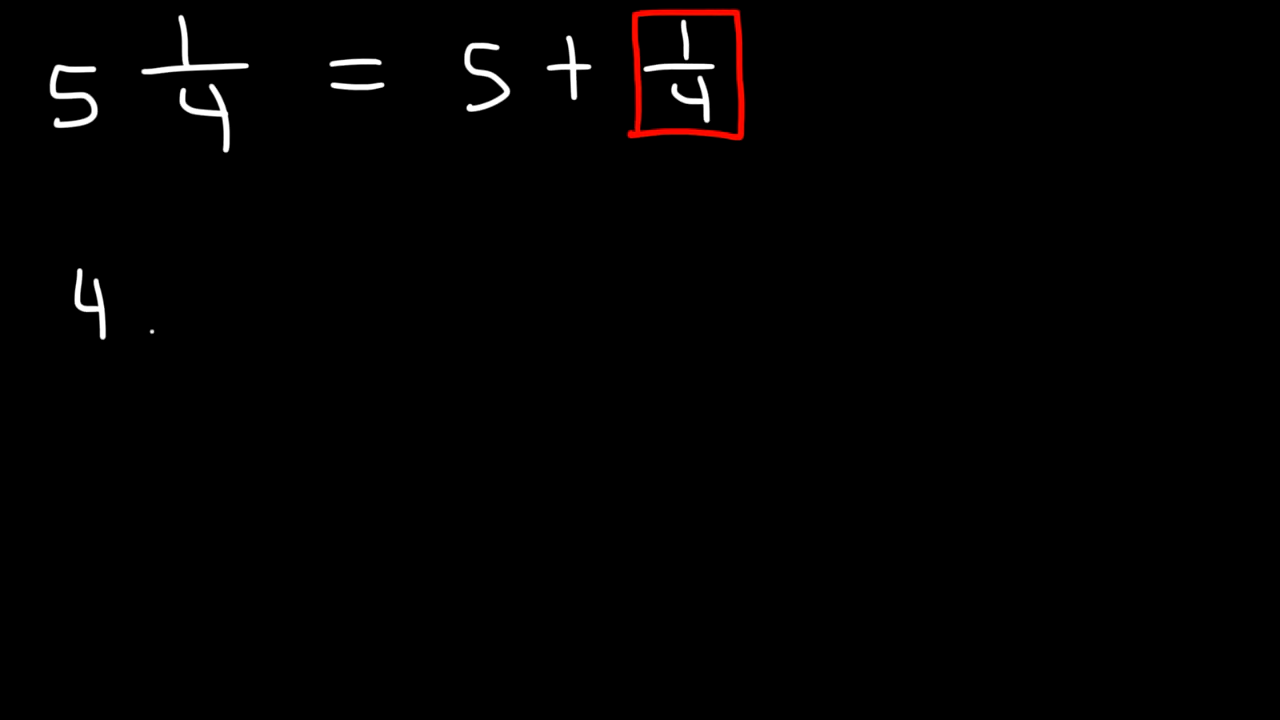 5 1/4 = 5 + 1/4
4 .